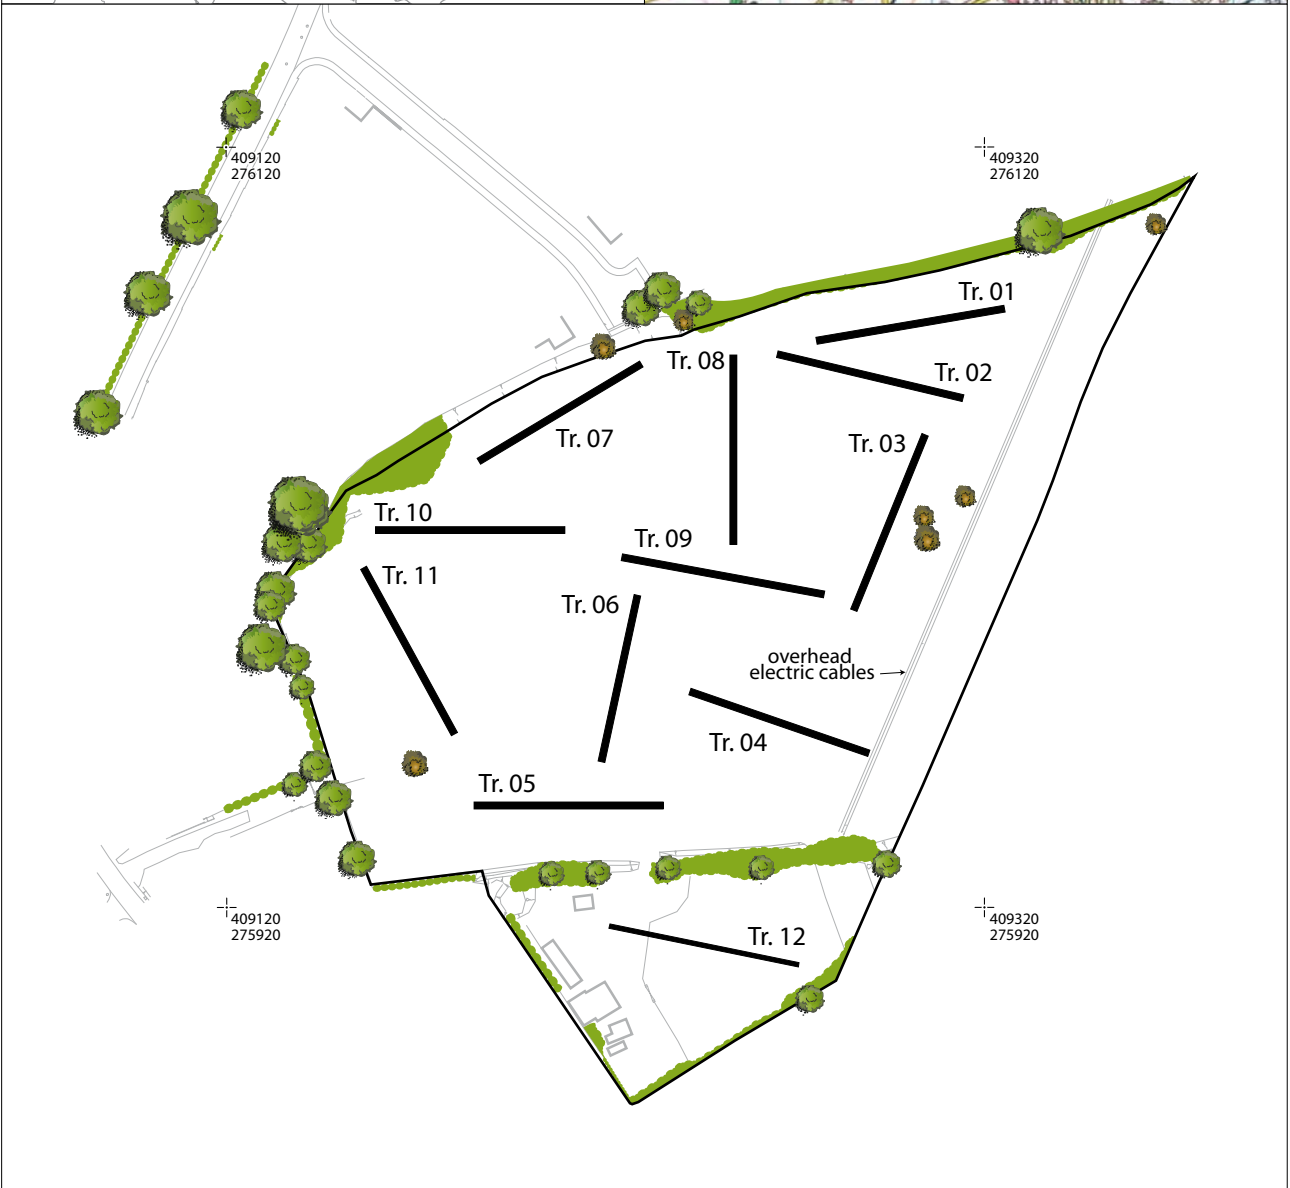 409120
276120
409320
276120
Tr. 01
Tr. 08
Tr. 02
Tr. 07
Tr. 03
Tr. 10
Tr. 09
Tr. 11
Tr. 06
overhead
electric cables
Tr. 04
Tr. 05
409120
275920
409320
275920
Tr. 12